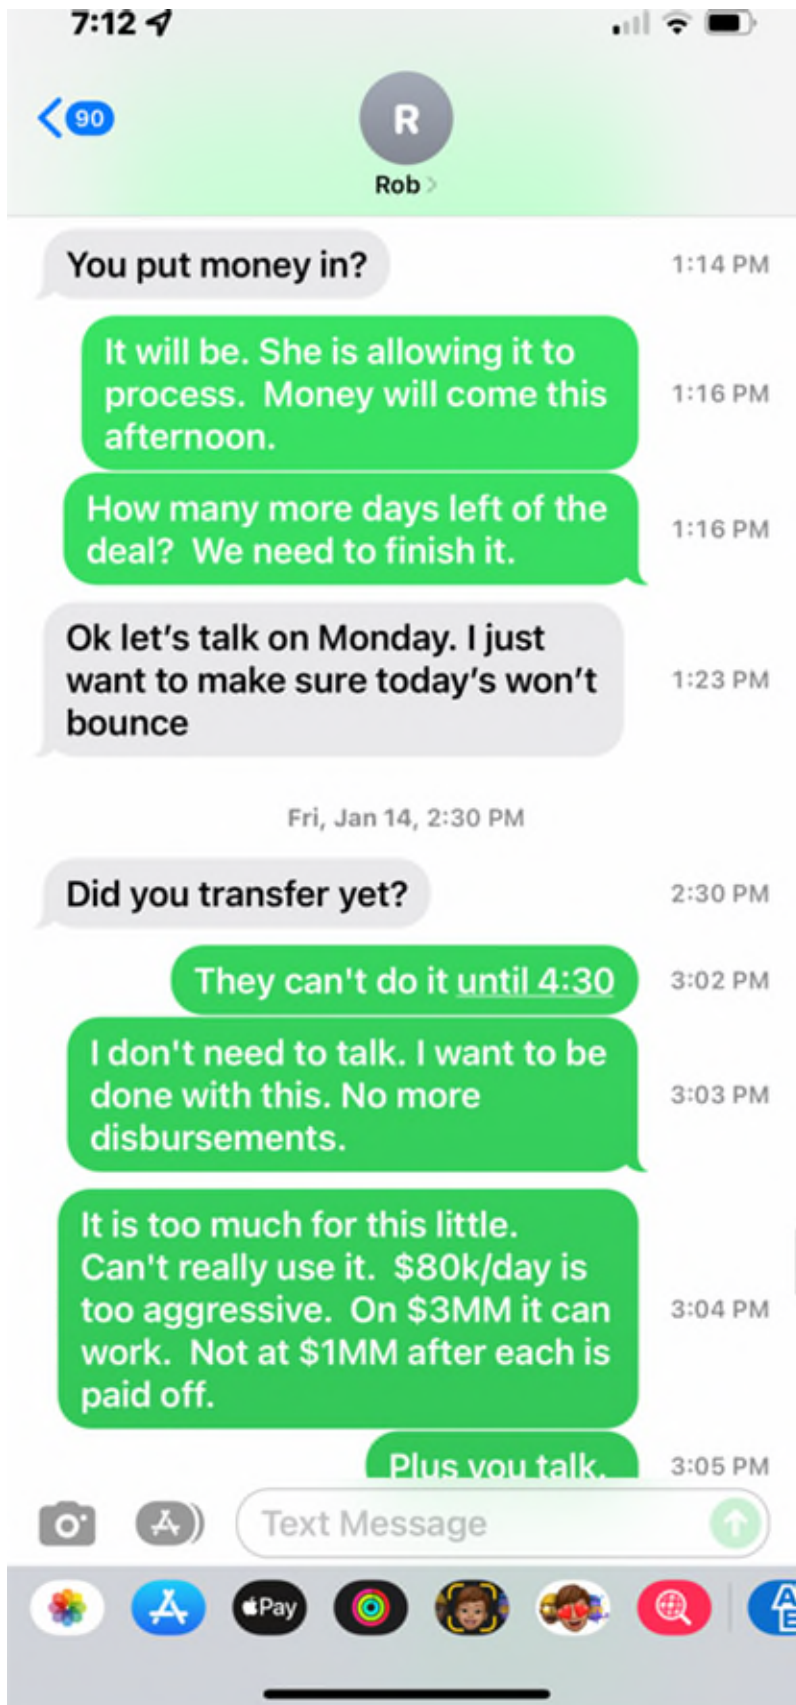 7:12
90
R
Rob
You put money in?
1:14 PM
It will be. She is allowing it to
process.  Money will come this
afternoon.
1:16 PM
How many more days left of the
deal?  We need to finish it.
1:16 PM
Ok let's talk on Monday. I just
want to make sure today's won't
bounce
1:23 PM
Fri, Jan 14, 2:30 PM
Did you transfer yet?
2:30 PM
They can't do it until 4:30
3:02 PM
I don't need to talk. I want to be
done with this. No more
disbursements.
3:03 PM
It is too much for this little.
Can't really use it.  $80k/day is
too aggressive.  On $3MM it can
work.  Not at $1MM after each is
paid off.
3:04 PM
Plus you talk.
3:05 PM
Text Message
Pay
A